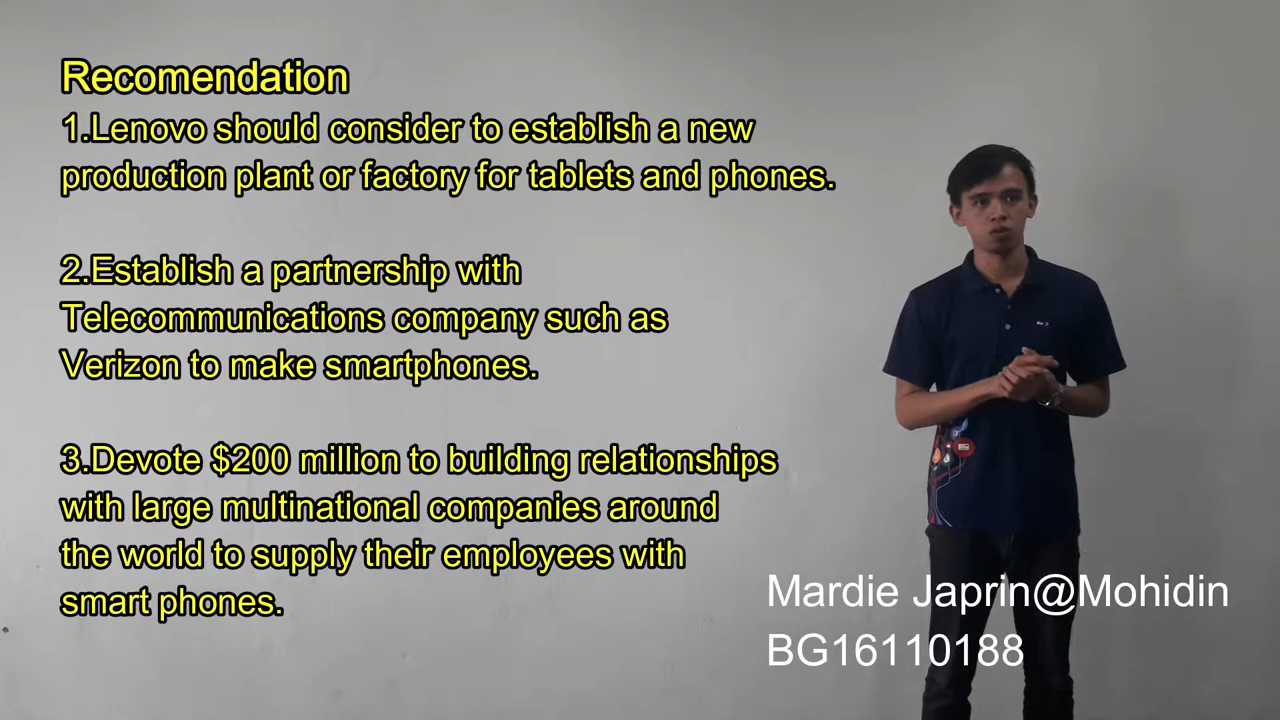 Recomendation
1.Lenovo should consider to establish a new
production plant or factory for tablets and phones.
2.Establish a partnership with
Telecommunications company such as
Verizon to make smartphones.
3.Devote $200 million to building relationships
with large multinational companies around
the world to supply their employees with
smart phones.
Mardie Japrin@Mohidin
BG16110188